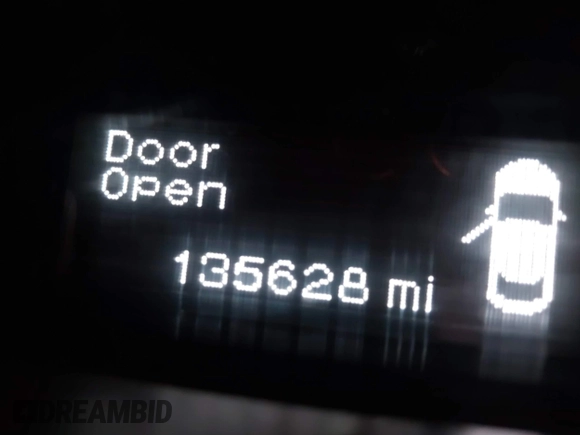 Door
Open
135628 mi
DREAMBID